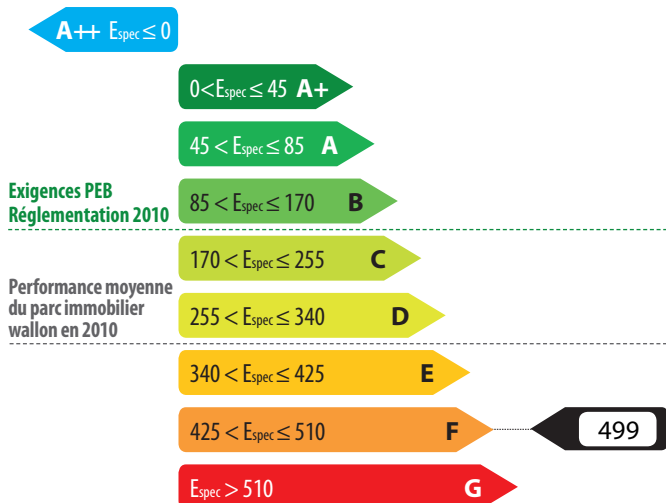 A++ Espec ≤ 0
0 < Espec ≤ 45 A+
45 < Espec ≤ 85 A
Exigences PEB
Réglementation 2010
85 < Espec ≤ 170 B
170 < Espec ≤ 255 C
Performance moyenne
du parc immobilier
wallon en 2010
255 < Espec ≤ 340 D
340 < Espec ≤ 425 E
425 < Espec ≤ 510 F 499
Espec > 510 G